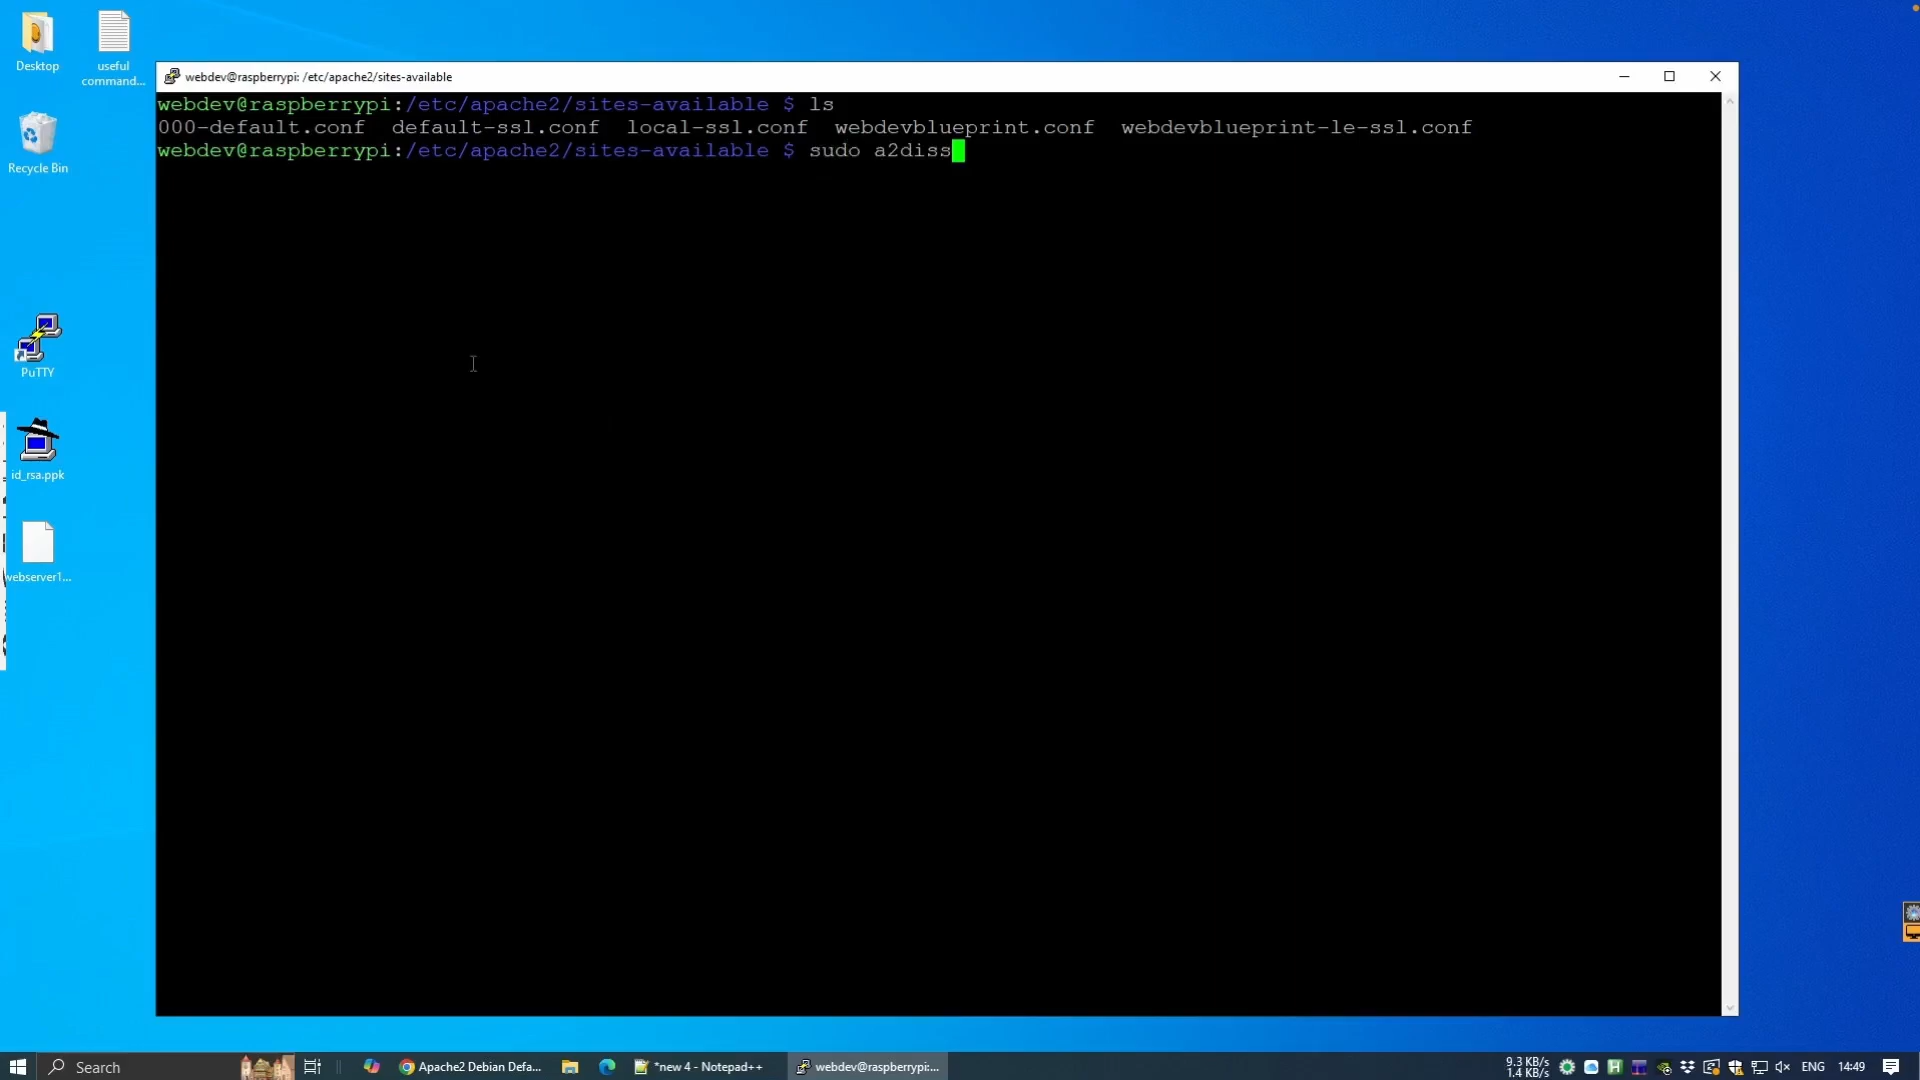 Desktop
useful
command...
Recycle Bin
PuTTY
id_rsa.ppk
webserver1...
webdev@raspberrypi: /etc/apache2/sites-available
webdev@raspberrypi:/etc/apache2/sites-available $ ls
000-default.conf default-ssl.conf local-ssl.conf webdevblueprint.conf webdevblueprint-le-ssl.conf
webdev@raspberrypi:/etc/apache2/sites-available $ sudo a2diss
Search
Apache2 Debian Defa...
*new 4 - Notepad++
webdev@raspberrypi:...
9.3 KB/s
1.4 KB/s
ENG
14:49